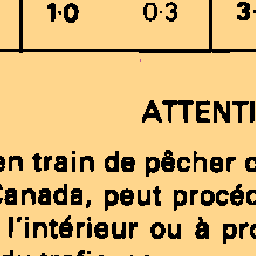 1·0 0·3 3·
ATTENTI
en train de pêcher
Canada, peut procéd
l'intérieur ou à pro